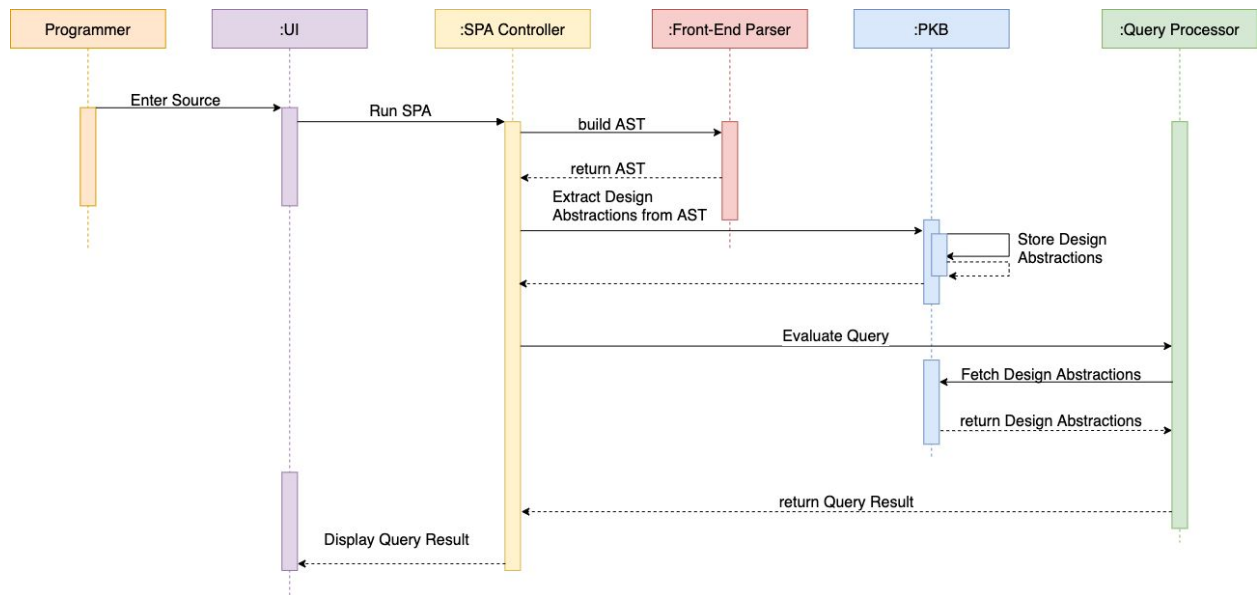 Programmer
:UI
:SPA Controller
:Front-End Parser
:PKB
:Query Processor
Enter Source
Run SPA
build AST
return AST
Extract Design
Abstractions from AST
Store Design
Abstractions
Evaluate Query
Fetch Design Abstractions
return Design Abstractions
return Query Result
Display Query Result